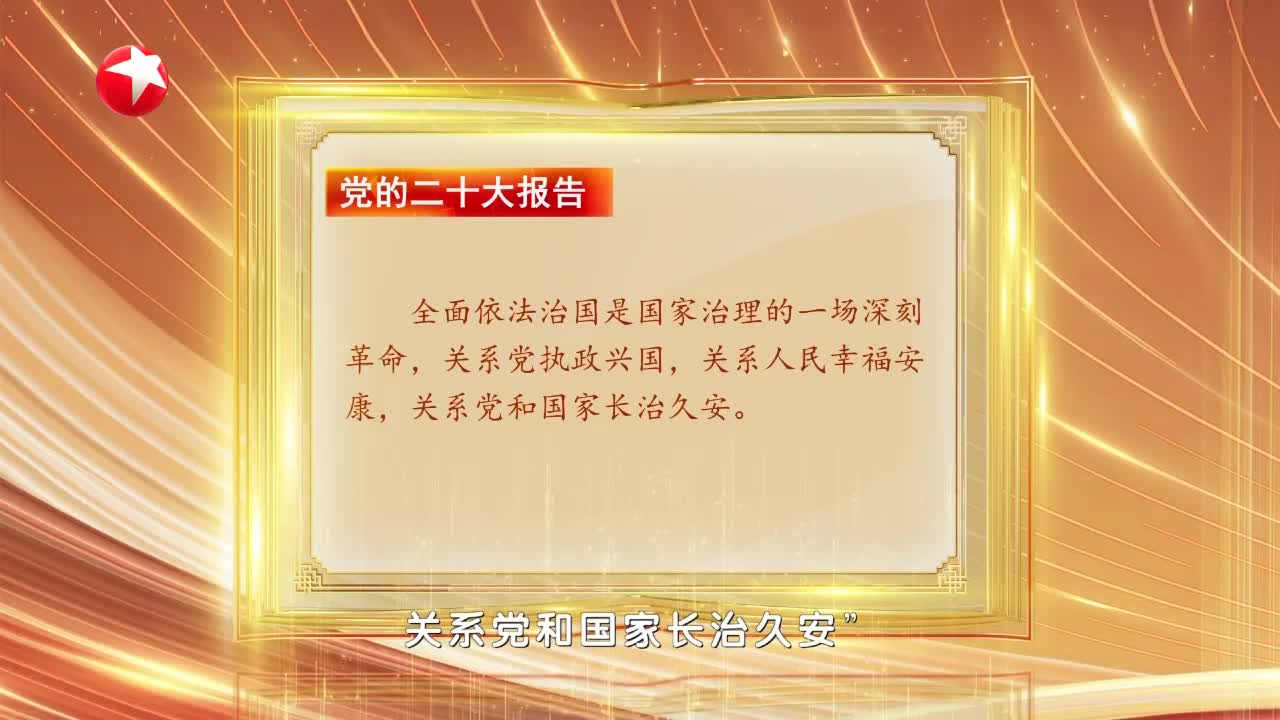 党的二十大报告
全面依法治国是国家治理的一场深刻
革命，关系党执政兴国，关系人民幸福安
康，关系党和国家长治久安。
关系党和国家长治久安”